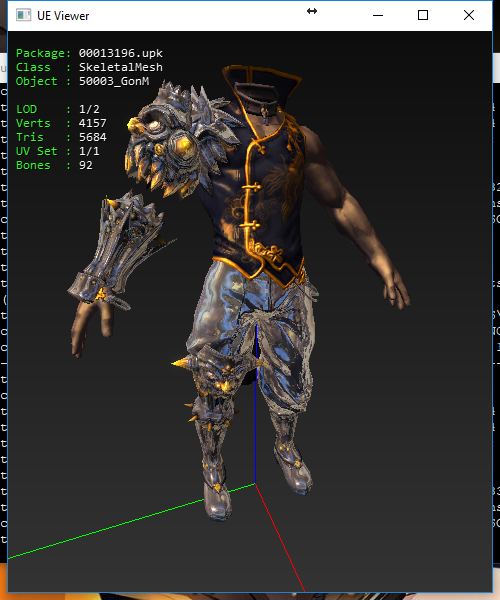 UE Viewer
Package: 00013196.upk
Class  : SkeletalMesh
Object : 50003_GonM
LOD    : 1/2
Verts  : 4157
Tris   : 5684
UV Set : 1/1
Bones  : 92